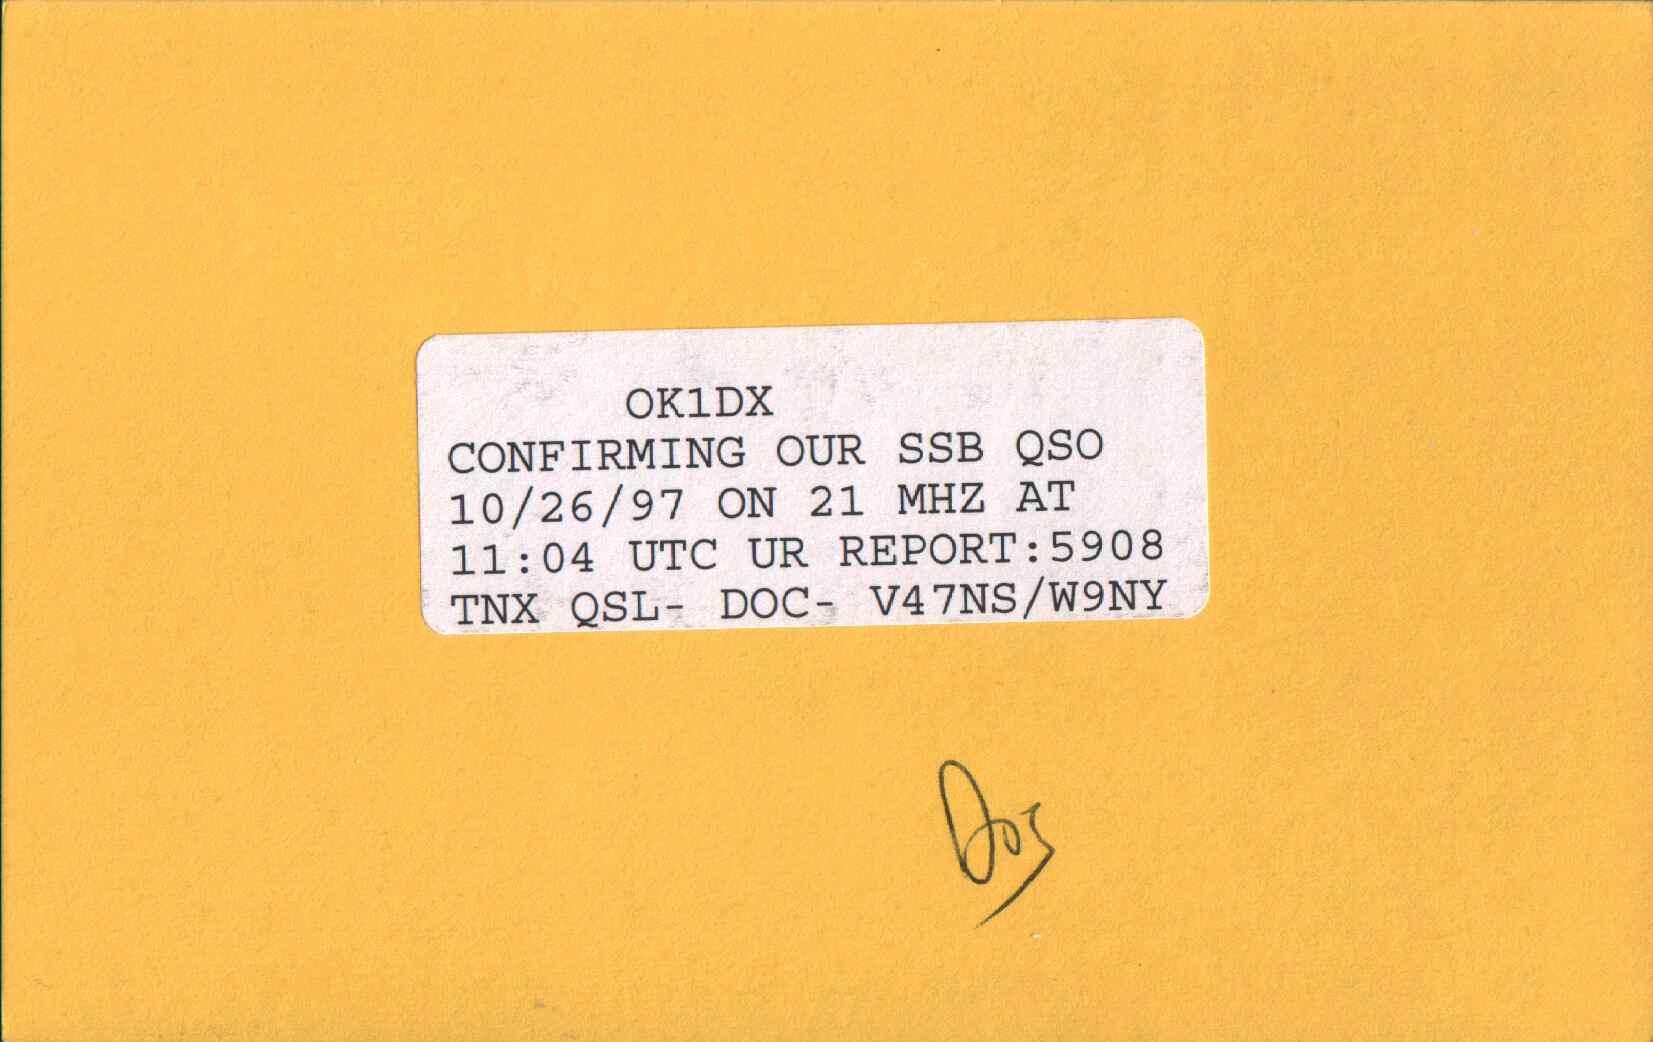 OK1DX
CONFIRMING OUR SSB QSO
10/26/97 ON 21 MHZ AT
11:04 UTC UR REPORT:5908
TNX QSL- DOC- V47NS/W9NY